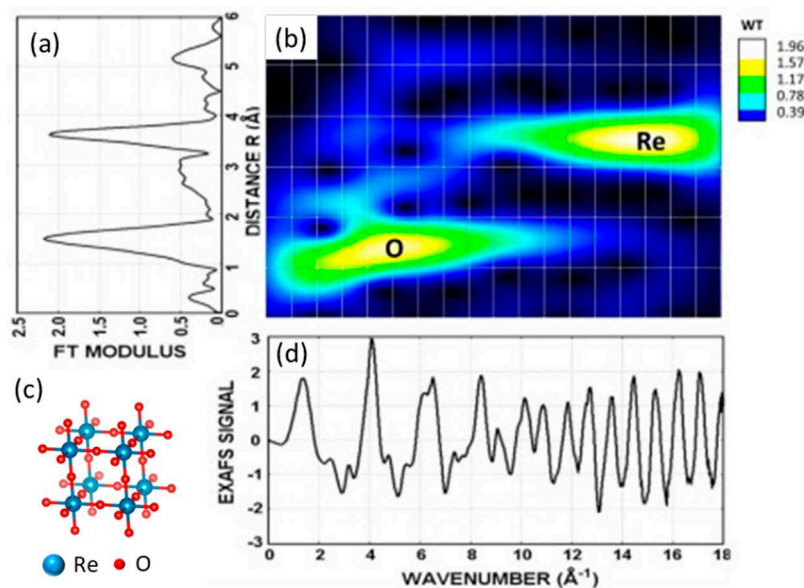 (a)
6
5
4
3
2
1
0
DISTANCE R (Å)
2.5 2.0 1.5 1.0 0.5 0
FT MODULUS
(b)
Re
O
WT
1.96
1.57
1.17
0.78
0.39
(c)
Re O
(d)
3
2
1
0
-1
-2
-3
EXAFS SIGNAL
0 2 4 6 8 10 12 14 16 18
WAVENUMBER (Å-1)